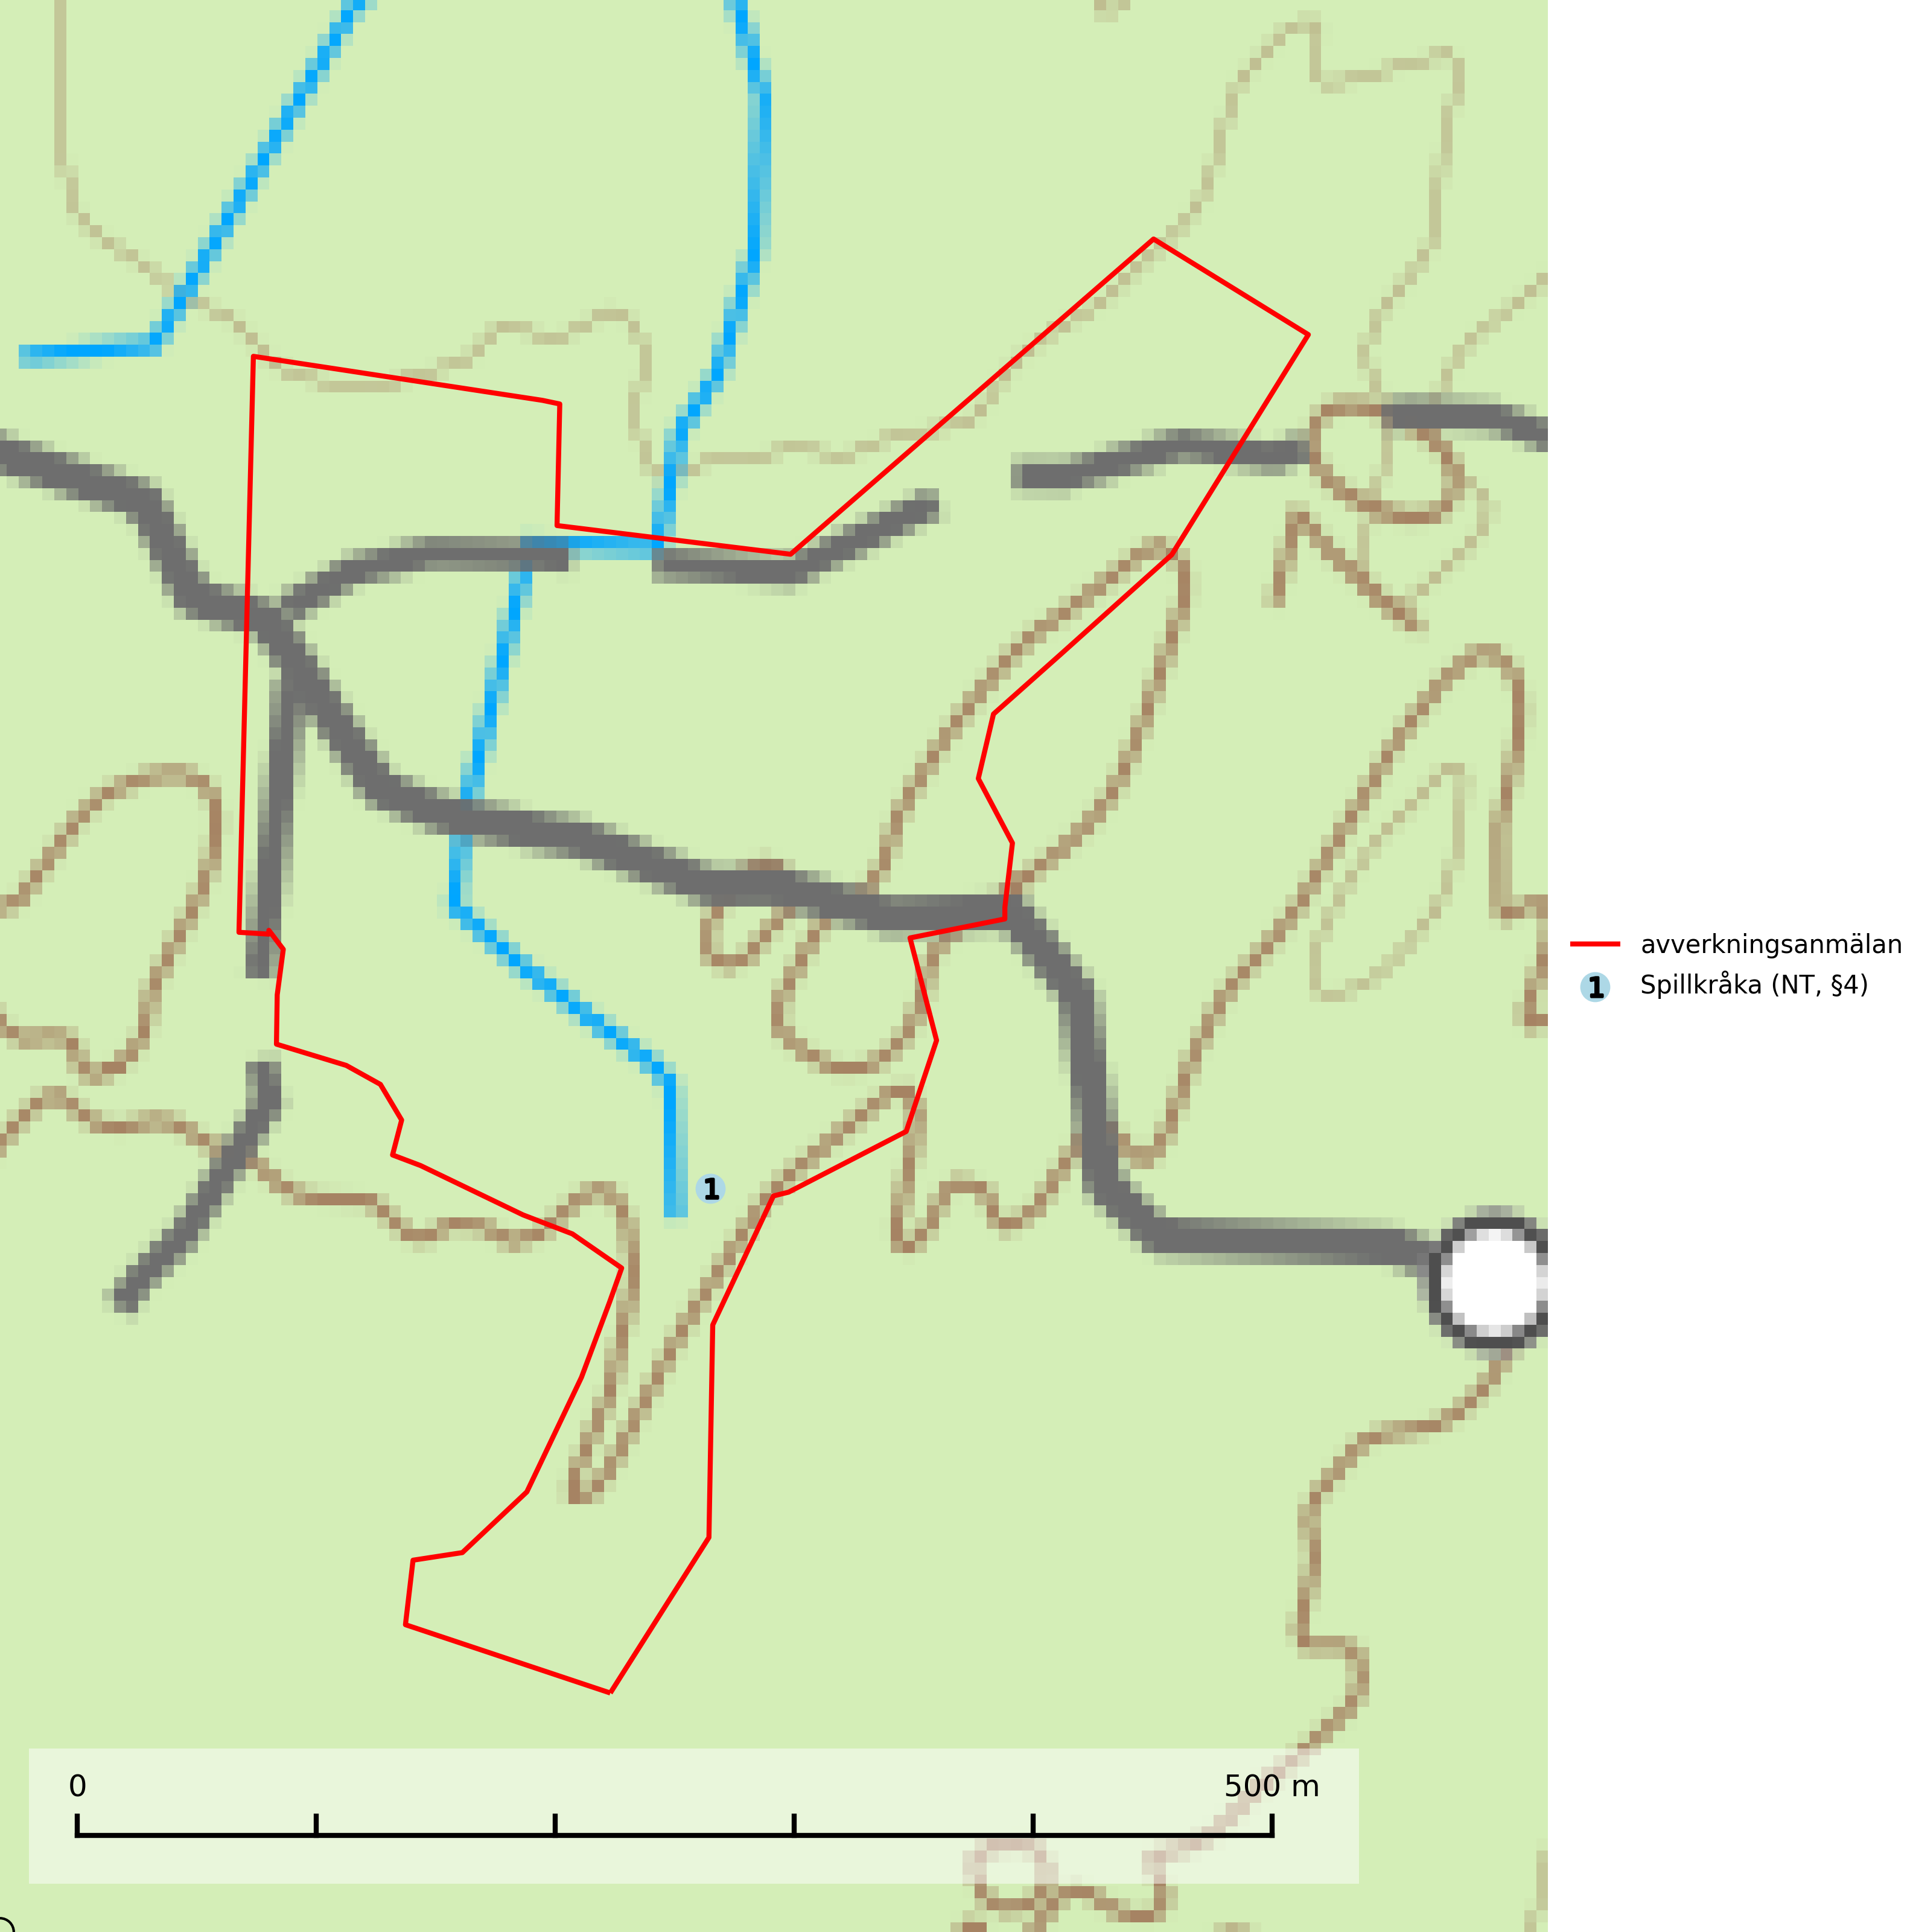 1
avverkningsanmälan
1 Spillkråka (NT, §4)
0 500 m